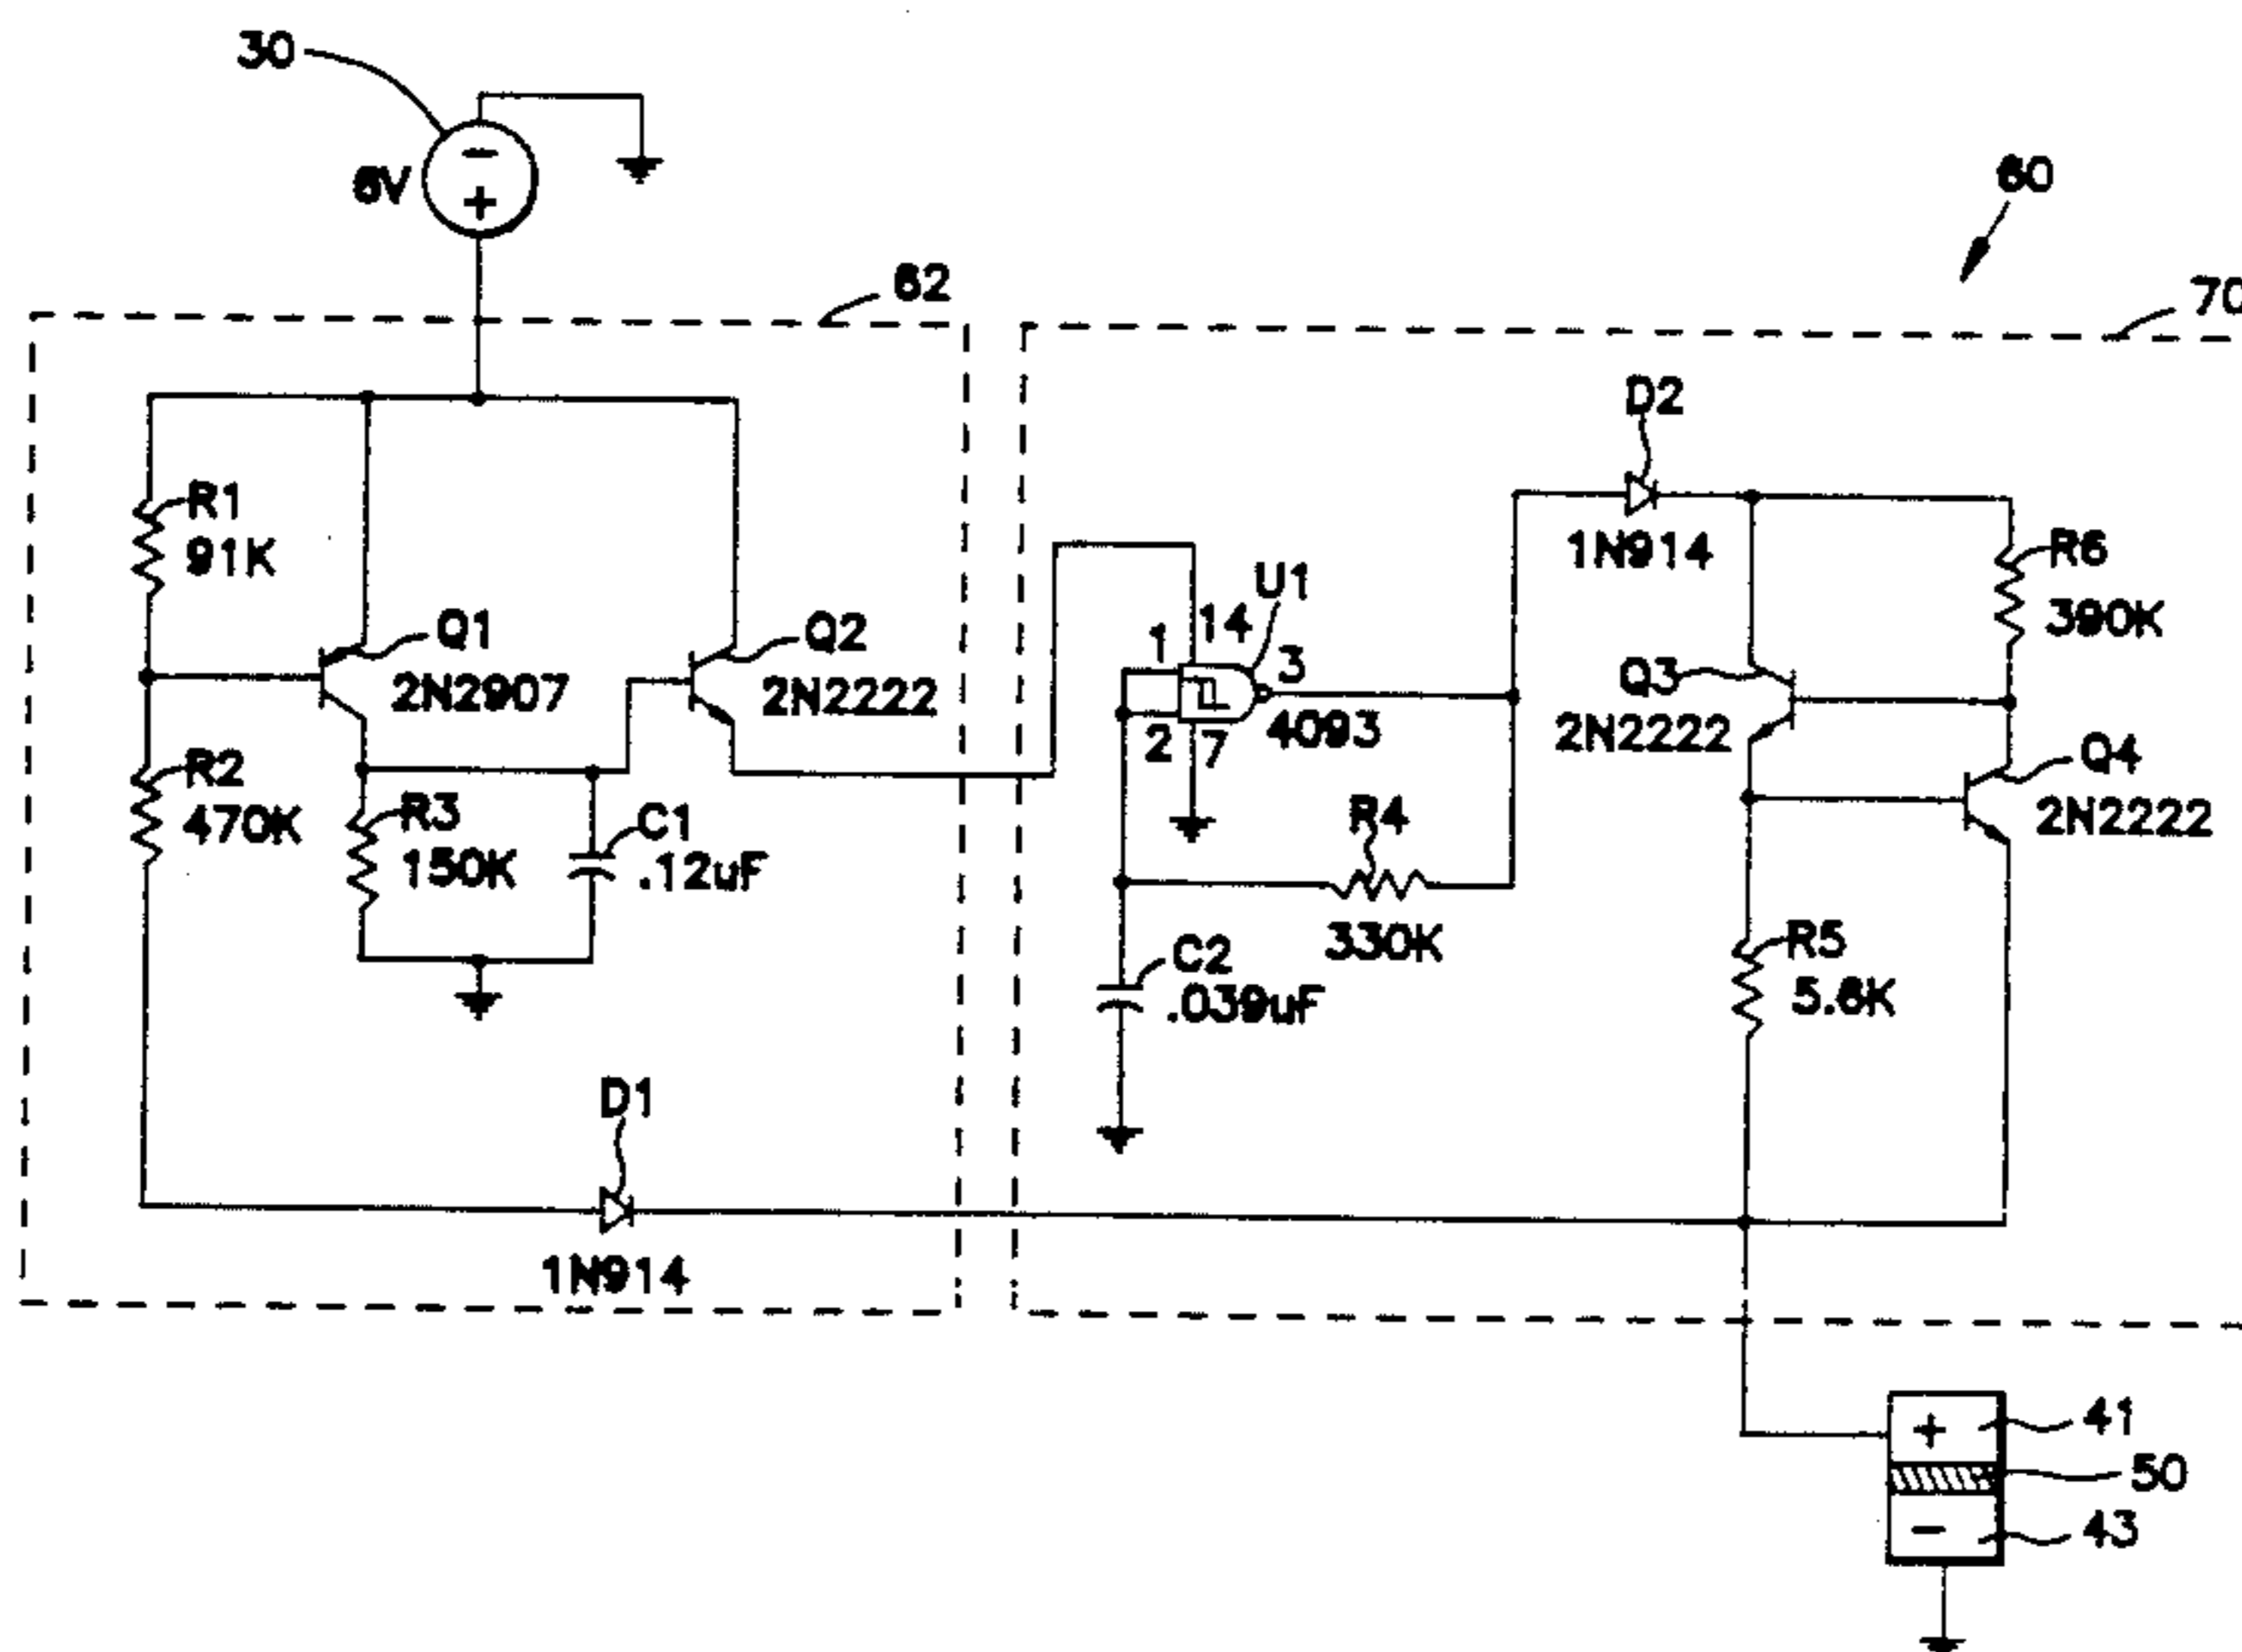 30
6V
60
62
70
D2
1N914
R1
91K
R6
390K
U1
14
1
3
Q1
2N2907
Q2
2N2222
Q3
2N2222
4093
2
7
Q4
2N2222
R2
470K
R3
150K
C1
.12uF
R4
330K
C2
.039uF
R5
5.6K
D1
1N914
+
41
50
-
43